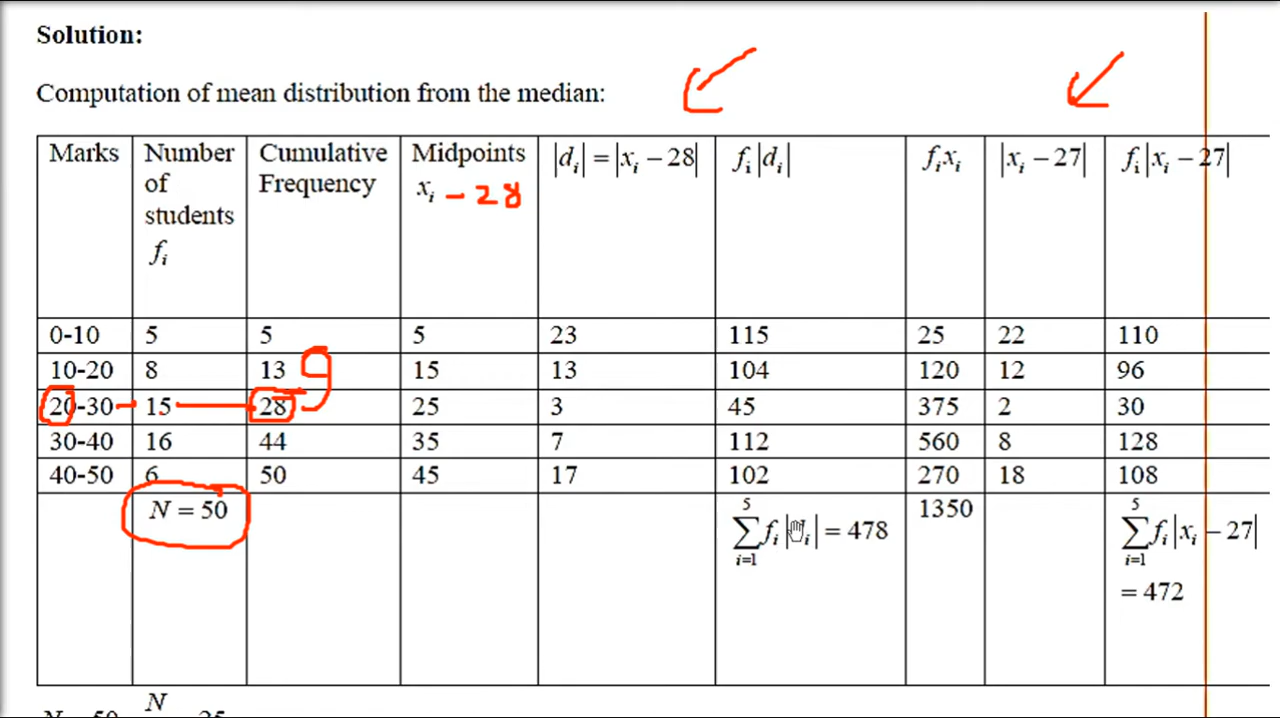 Solution:
Computation of mean distribution from the median:
Marks Number of students f_i Cumulative Frequency Midpoints x_i − 28 |d_i| = |x_i − 28| f_i|d_i| f_i x_i |x_i − 27| f_i|x_i − 27|
0-10 5 5 5 23 115 25 22 110
10-20 8 13 15 13 104 120 12 96
20-30 15 28 25 3 45 375 2 30
30-40 16 44 35 7 112 560 8 128
40-50 6 50 45 17 102 270 18 108
N = 50 \sum_{i=1}^{5} f_i| _i| = 478 1350 \sum_{i=1}^{5} f_i|x_i − 27| = 472
N